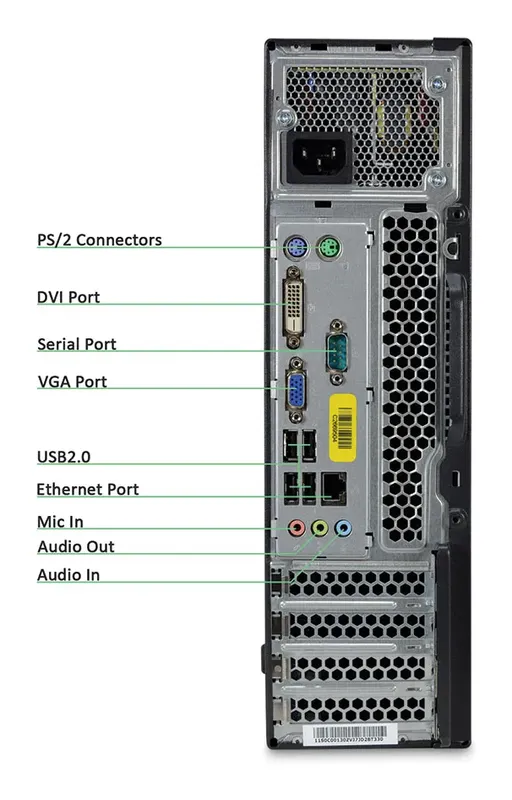 PS/2 Connectors
DVI Port
Serial Port
VGA Port
C2669504
USB2.0
Ethernet Port
Mic In
Audio Out
Audio In